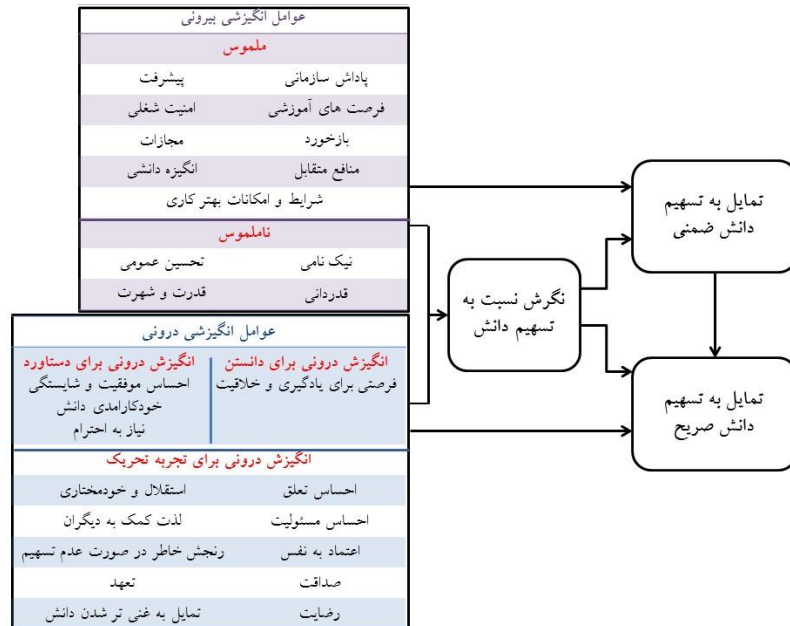 عوامل انگیزشی بیرونی
ملموس
پاداش سازمانی پیشرفت
فرصت های آموزشی امنیت شغلی
بازخورد مجازات
منافع متقابل انگیزه دانشی
شرایط و امکانات بهتر کاری
ناملموس
نیک نامی تحسین عمومی
قدردانی قدرت و شهرت
عوامل انگیزشی درونی
انگیزش درونی برای دانستن
فرصتی برای یادگیری و خلاقیت
انگیزش درونی برای دستاورد
احساس موفقیت و شایستگی
خودکارامدی دانش
نیاز به احترام
انگیزش درونی برای تجربه تحریک
احساس تعلق استقلال و خودمختاری
احساس مسئولیت لذت کمک به دیگران
اعتماد به نفس رنجش خاطر در صورت عدم تسهیم
صداقت تعهد
رضایت تمایل به غنی تر شدن دانش
نگرش نسبت به
تسهیم دانش
تمایل به تسهیم
دانش ضمنی
تمایل به تسهیم
دانش صریح